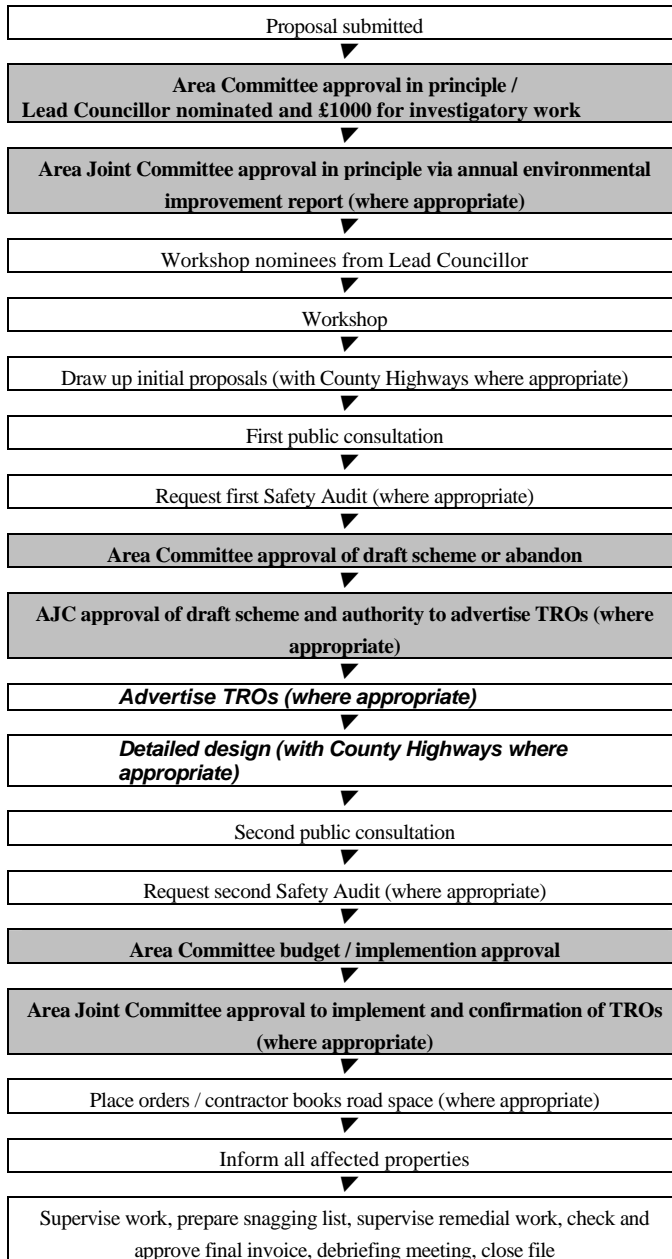 Proposal submitted
Area Committee approval in principle /
Lead Councillor nominated and £1000 for investigatory work
Area Joint Committee approval in principle via annual environmental
improvement report (where appropriate)
Workshop nominees from Lead Councillor
Workshop
Draw up initial proposals (with County Highways where appropriate)
First public consultation
Request first Safety Audit (where appropriate)
Area Committee approval of draft scheme or abandon
AJC approval of draft scheme and authority to advertise TROs (where
appropriate)
Advertise TROs (where appropriate)
Detailed design (with County Highways where
appropriate)
Second public consultation
Request second Safety Audit (where appropriate)
Area Committee budget / implemention approval
Area Joint Committee approval to implement and confirmation of TROs
(where appropriate)
Place orders / contractor books road space (where appropriate)
Inform all affected properties
Supervise work, prepare snagging list, supervise remedial work, check and
approve final invoice, debriefing meeting, close file